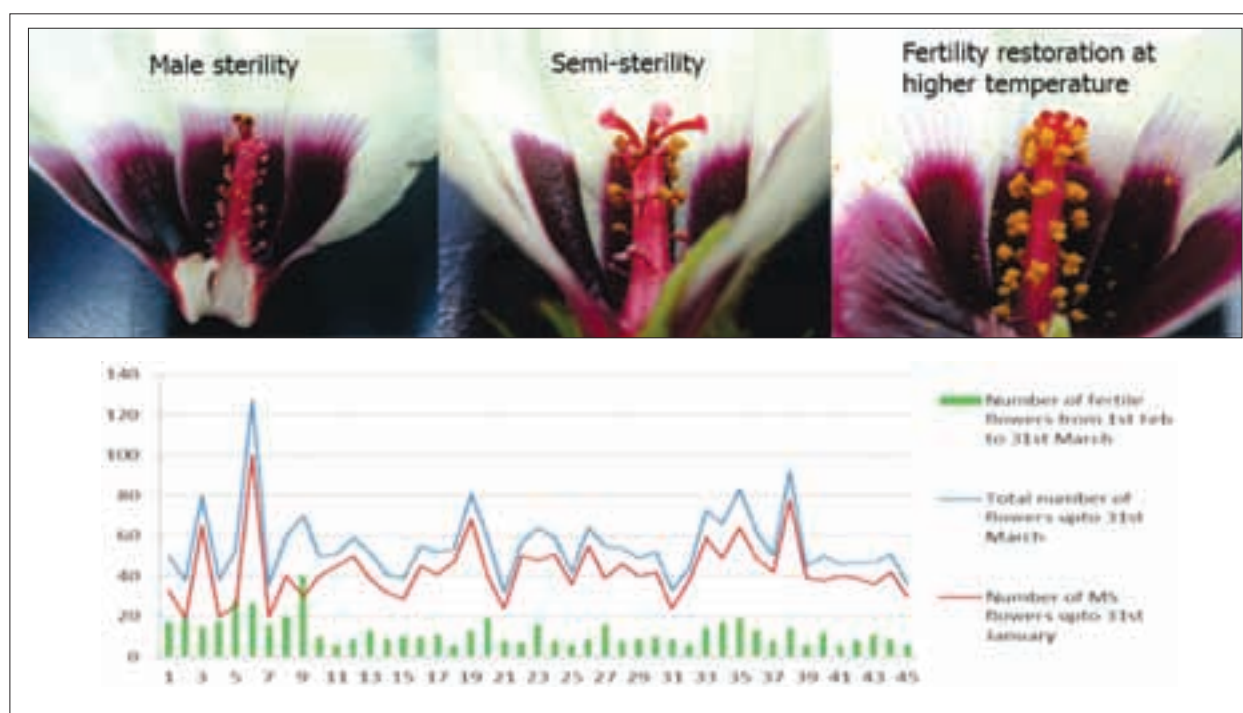 Male sterility
Semi-sterility
Fertility restoration at
higher temperature
140
120
100
80
60
40
20
0
1 3 5 7 9 11 13 15 17 19 21 23 25 27 29 31 33 35 37 39 41 43 45
Number of fertile
flowers from 1st Feb
to 31st March
Total number of
flowers upto 31st
March
Number of MS
flowers upto 31st
January